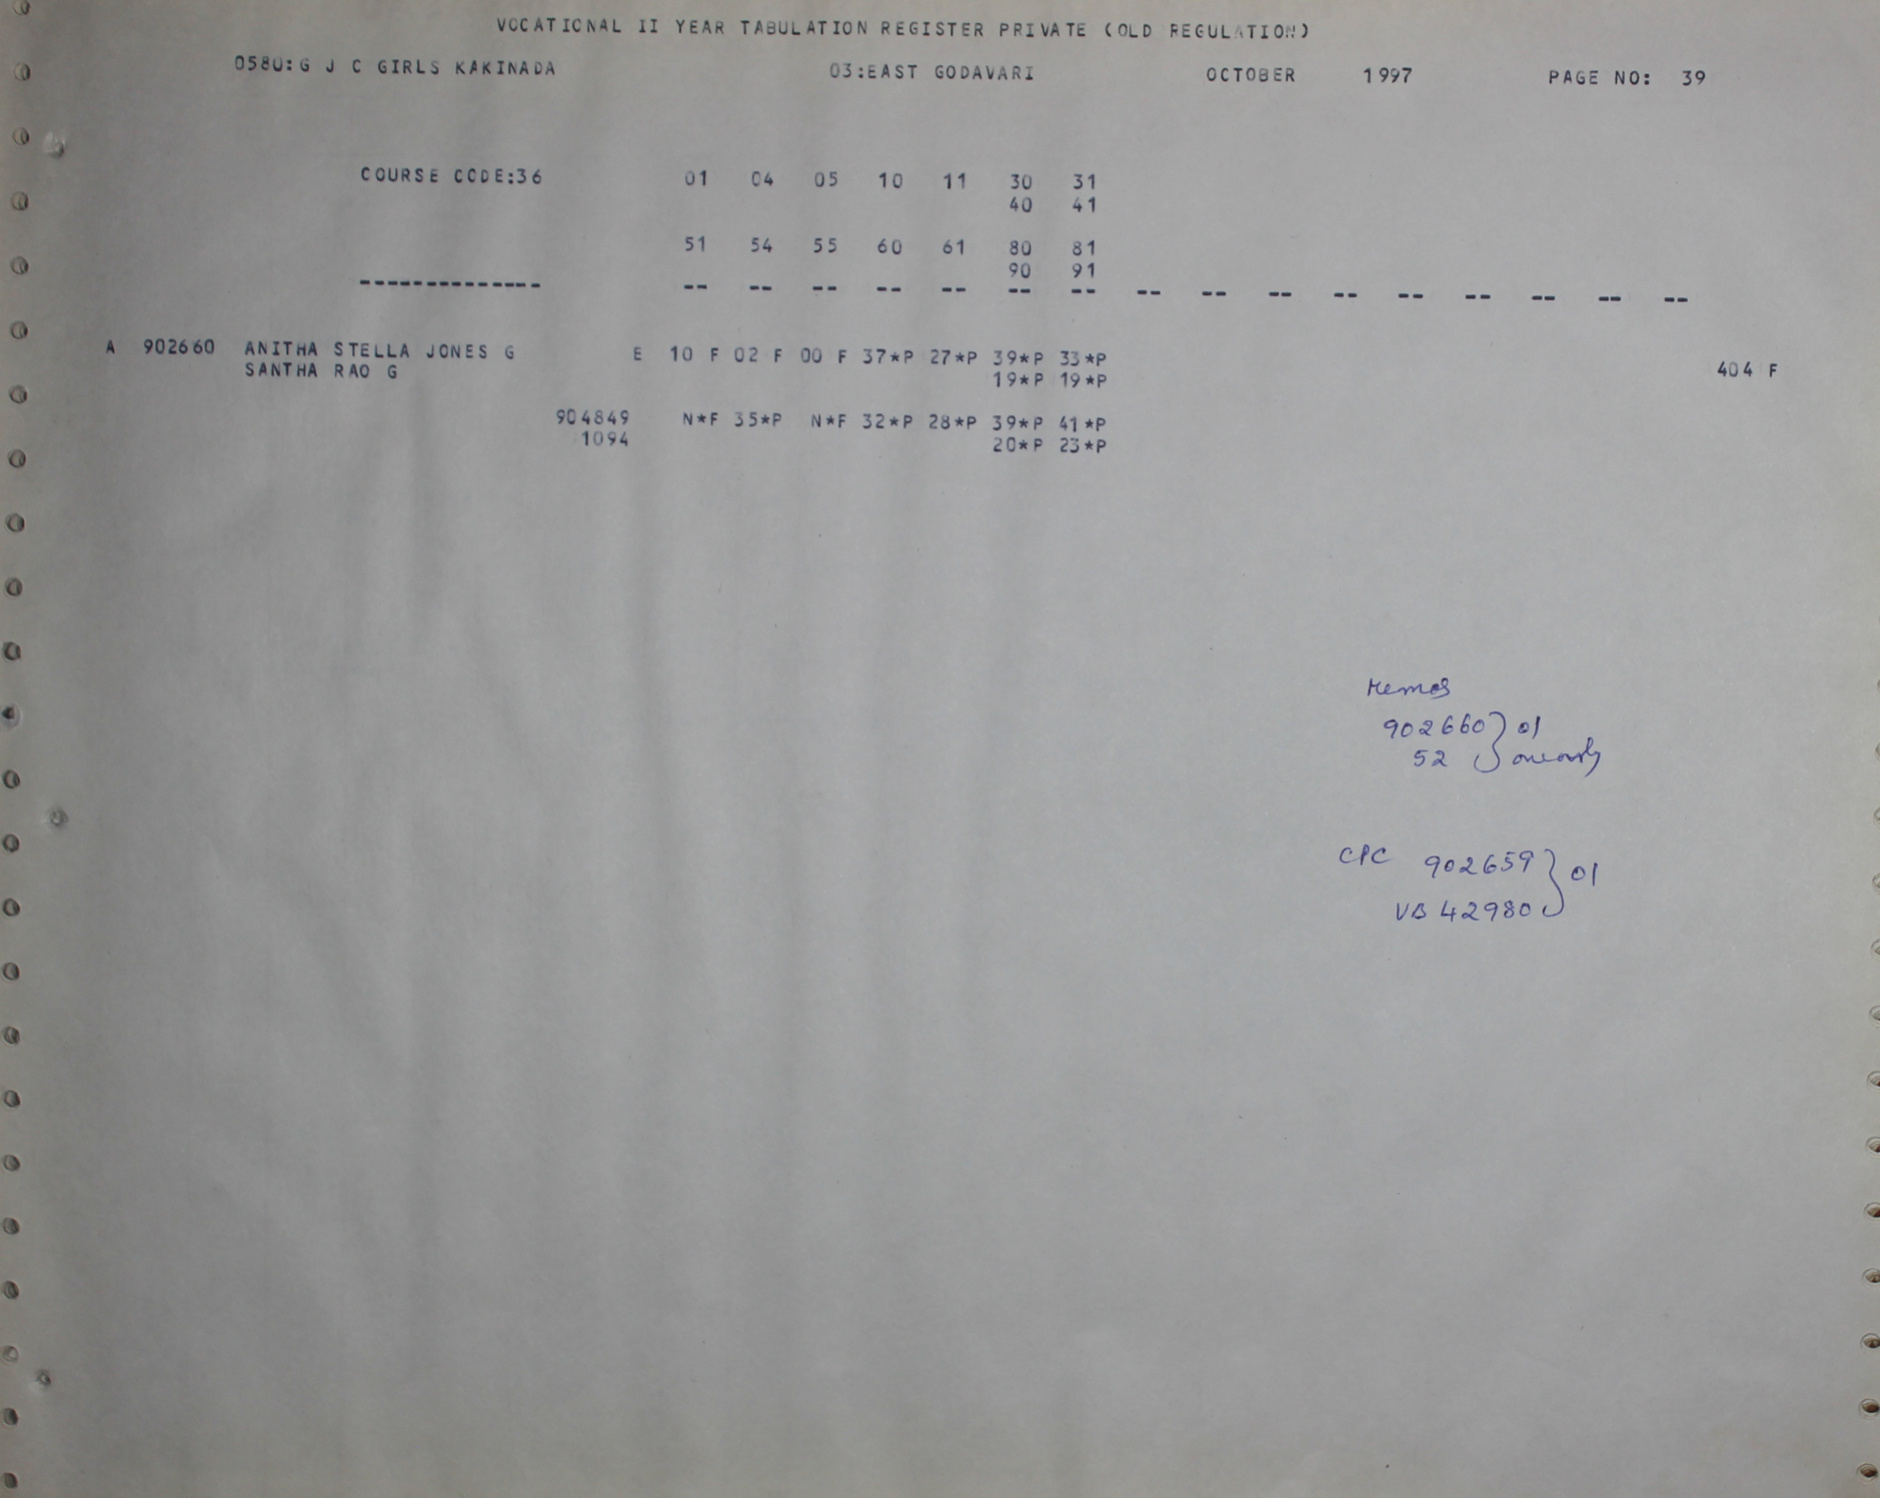 VOCATIONAL II YEAR TABULATION REGISTER PRIVATE (OLD REGULATION)
0580:G J C GIRLS KAKINADA 03:EAST GODAVARI OCTOBER 1997 PAGE NO: 39
COURSE CODE:36 01 04 05 10 11 30 31
40 41
51 54 55 60 61 80 81
90 91
-------------- -- -- -- -- -- -- -- -- -- -- -- -- -- -- -- --
A 902660 ANITHA STELLA JONES G E 10 F 02 F 00 F 37*P 27*P 39*P 33*P
SANTHA RAO G 19*P 19*P 404 F
904849 N*F 35*P N*F 32*P 28*P 39*P 41*P
1094 20*P 23*P
Memos
902660 } 01
52 } one only
CPC 902659 } 01
VB 42980